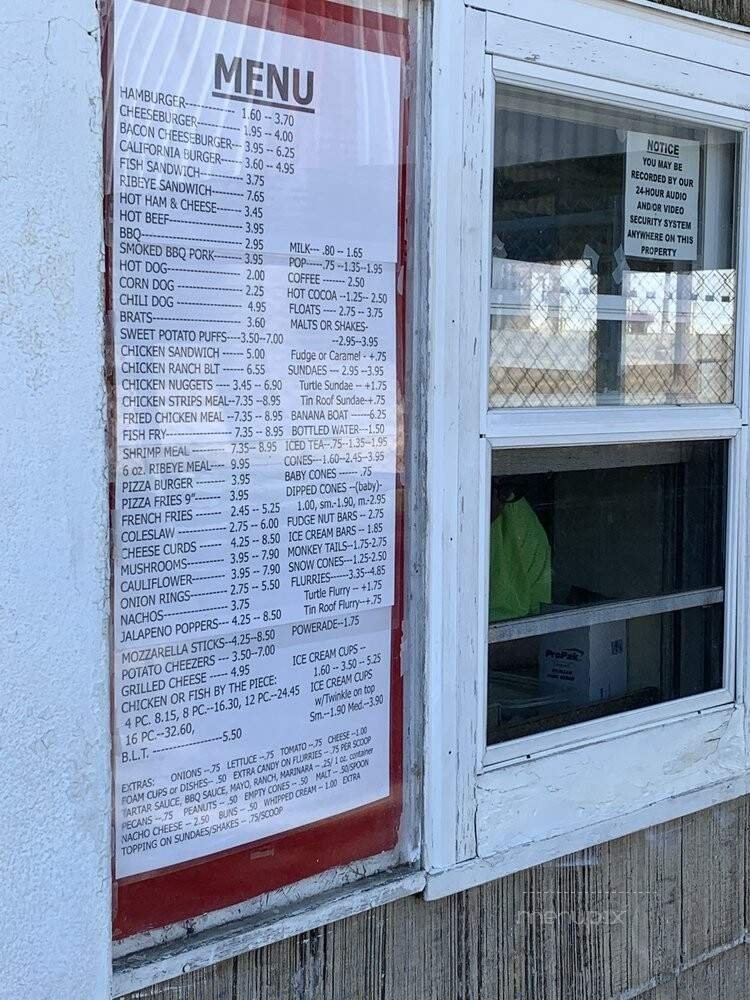 MENU
HAMBURGER------------ 1.60 -- 3.70
CHEESEBURGER---------- 1.95 -- 4.00
BACON CHEESEBURGER--- 3.95 -- 6.25
CALIFORNIA BURGER----- 3.60 -- 4.95
FISH SANDWICH--------- 3.75
RIBEYE SANDWICH------- 7.65
HOT HAM & CHEESE----- 3.45
HOT BEEF--------------- 3.95
BBQ-------------------- 2.95
SMOKED BBQ PORK------ 3.95
HOT DOG--------------- 2.00
CORN DOG ------------- 2.25
CHILI DOG ------------- 4.95
BRATS------------------ 3.60
SWEET POTATO PUFFS---3.50--7.00
CHICKEN SANDWICH ----- 5.00
CHICKEN RANCH BLT ----- 6.55
CHICKEN NUGGETS ---- 3.45 -- 6.90
CHICKEN STRIPS MEAL--7.35 -- 8.95
FRIED CHICKEN MEAL --7.35 -- 8.95
FISH FRY--------------- 7.35 -- 8.95
SHRIMP MEAL --------- 7.35-- 8.95
6 oz. RIBEYE MEAL---- 9.95
PIZZA BURGER -------- 3.95
PIZZA FRIES 9"------- 3.95
FRENCH FRIES -------- 2.45 -- 5.25
COLESLAW ------------ 2.75 -- 6.00
CHEESE CURDS ----- 4.25 -- 8.50
MUSHROOMS--------- 3.95 -- 7.90
CAULIFLOWER-------- 3.95 -- 7.90
ONION RINGS-------- 2.75 -- 5.50
NACHOS------------- 3.75
JALAPENO POPPERS--- 4.25 -- 8.50
MOZZARELLA STICKS--4.25--8.50
POTATO CHEEZERS --- 3.50--7.00
GRILLED CHEESE ----- 4.95
CHICKEN OR FISH BY THE PIECE:
4 PC. 8.15, 8 PC.--16.30, 12 PC.--24.45
16 PC.--32.60,
B.L.T. ----------------5.50
MILK--- .80 -- 1.65
POP----.75 --1.35--1.95
COFFEE ------- 2.50
HOT COCOA --1.25-- 2.50
FLOATS ---- 2.75 -- 3.75
MALTS OR SHAKES-
--2.95--3.95
Fudge or Caramel - +.75
SUNDAES --- 2.95 --3.95
Turtle Sundae -- +1.75
Tin Roof Sundae-+.75
BANANA BOAT ------6.25
BOTTLED WATER---1.50
ICED TEA--.75--1.35--1.95
CONES---1.60--2.45--3.95
BABY CONES ------ .75
DIPPED CONES --(baby)-
1.00, sm.-1.90, m.-2.95
FUDGE NUT BARS -- 2.75
ICE CREAM BARS -- 1.85
MONKEY TAILS--1.75-2.75
SNOW CONES---1.25-2.50
FLURRIES-----3.35--4.85
Turtle Flurry -- +1.75
Tin Roof Flurry--+.75
POWERADE--1.75
ICE CREAM CUPS --
1.60 -- 3.50 -- 5.25
ICE CREAM CUPS
w/Twinkle on top
Sm.--1.90 Med.--3.90
EXTRAS: ONIONS --.75 LETTUCE --.75 TOMATO --.75 CHEESE --1.00
FOAM CUPS or DISHES--.50 EXTRA CANDY ON FLURRIES --.75 PER SCOOP
TARTAR SAUCE, BBQ SAUCE, MAYO, RANCH, MARINARA --.25/ 1 oz. container
PECANS --.75 PEANUTS -- .50 EMPTY CONES --.50 MALT --.50/SPOON
NACHO CHEESE -- 2.50 BUNS -- .50 WHIPPED CREAM -- 1.00 EXTRA
TOPPING ON SUNDAES/SHAKES -- .75/SCOOP
NOTICE
YOU MAY BE
RECORDED BY OUR
24-HOUR AUDIO
AND/OR VIDEO
SECURITY SYSTEM
ANYWHERE ON THIS
PROPERTY
ProPak
menupix